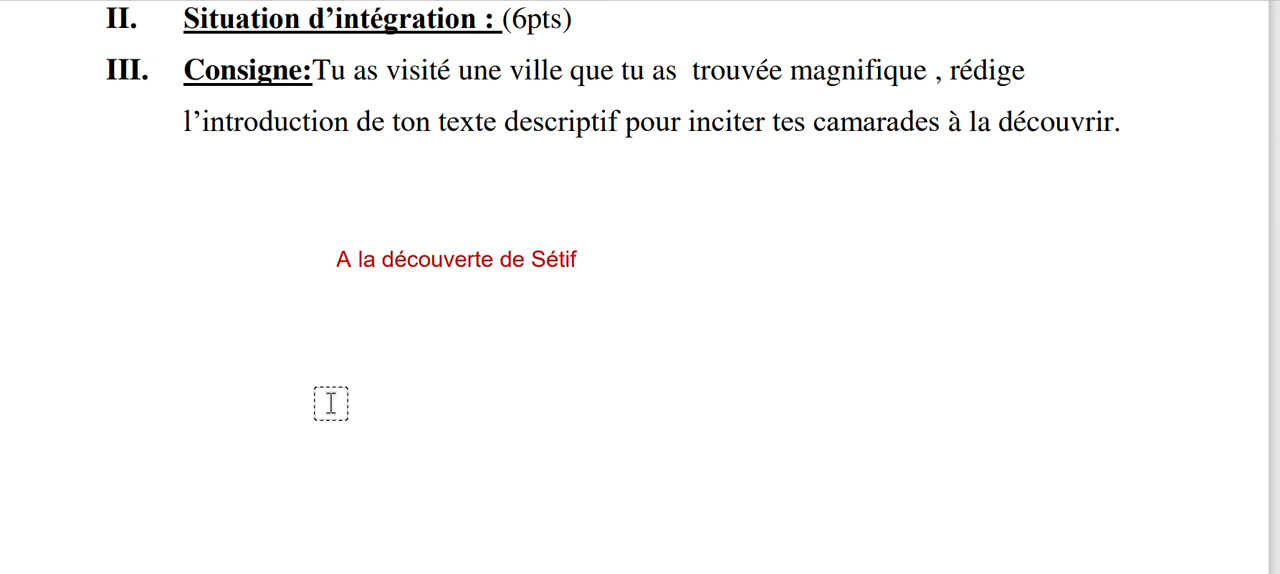 II. Situation d’intégration : (6pts)
III. Consigne:Tu as visité une ville que tu as  trouvée magnifique , rédige
l’introduction de ton texte descriptif pour inciter tes camarades à la découvrir.
A la découverte de Sétif